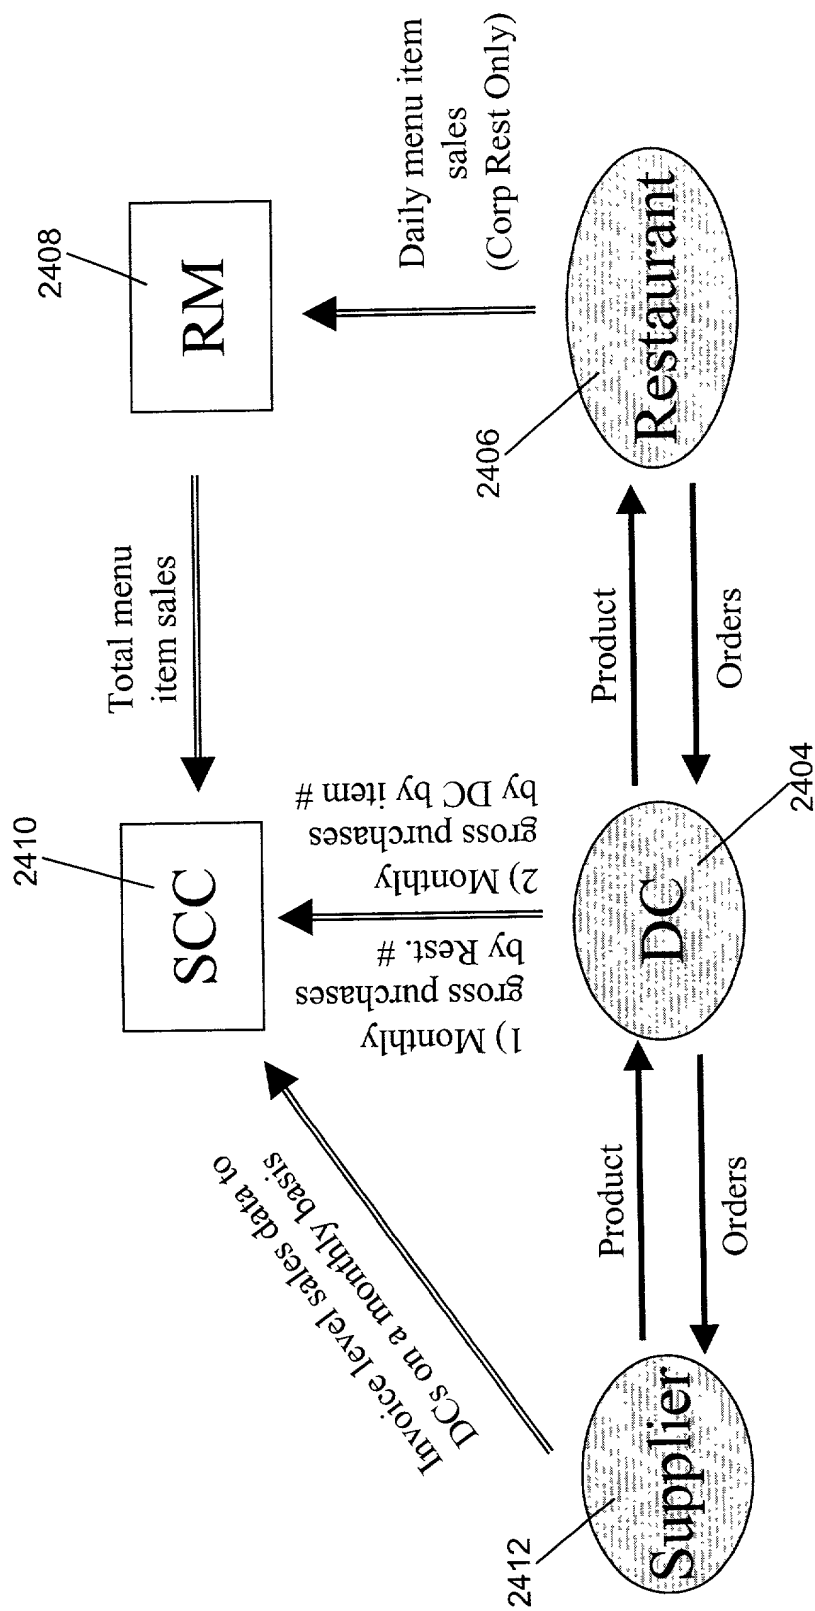 2410
SCC
Total menu
item sales
2408
RM
Invoice level sales data to
DCs on a monthly basis
1) Monthly
gross purchases
by Rest. #
2) Monthly
gross purchases
by DC by item #
Daily menu item
sales
(Corp Rest Only)
2412
Supplier
Product
Orders
DC
2404
Product
Orders
2406
Restaurant